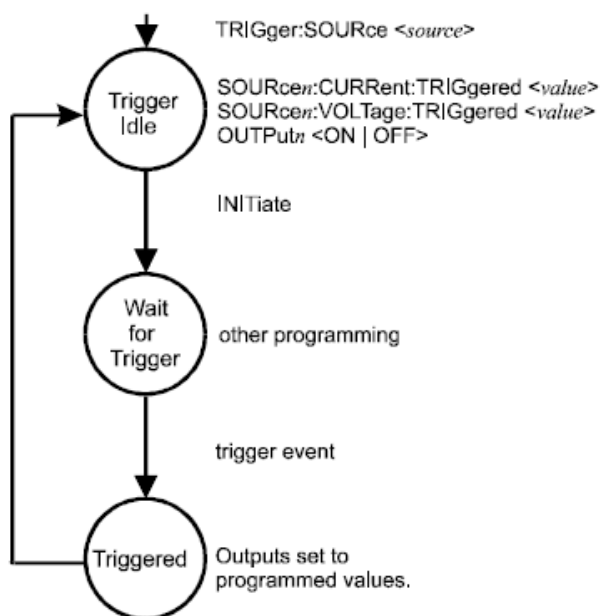 TRIGger:SOURce <source>
Trigger
Idle
SOURcen:CURRent:TRIGgered <value>
SOURcen:VOLTage:TRIGgered <value>
OUTPutn <ON | OFF>
INITiate
Wait
for
Trigger
other programming
trigger event
Triggered
Outputs set to
programmed values.